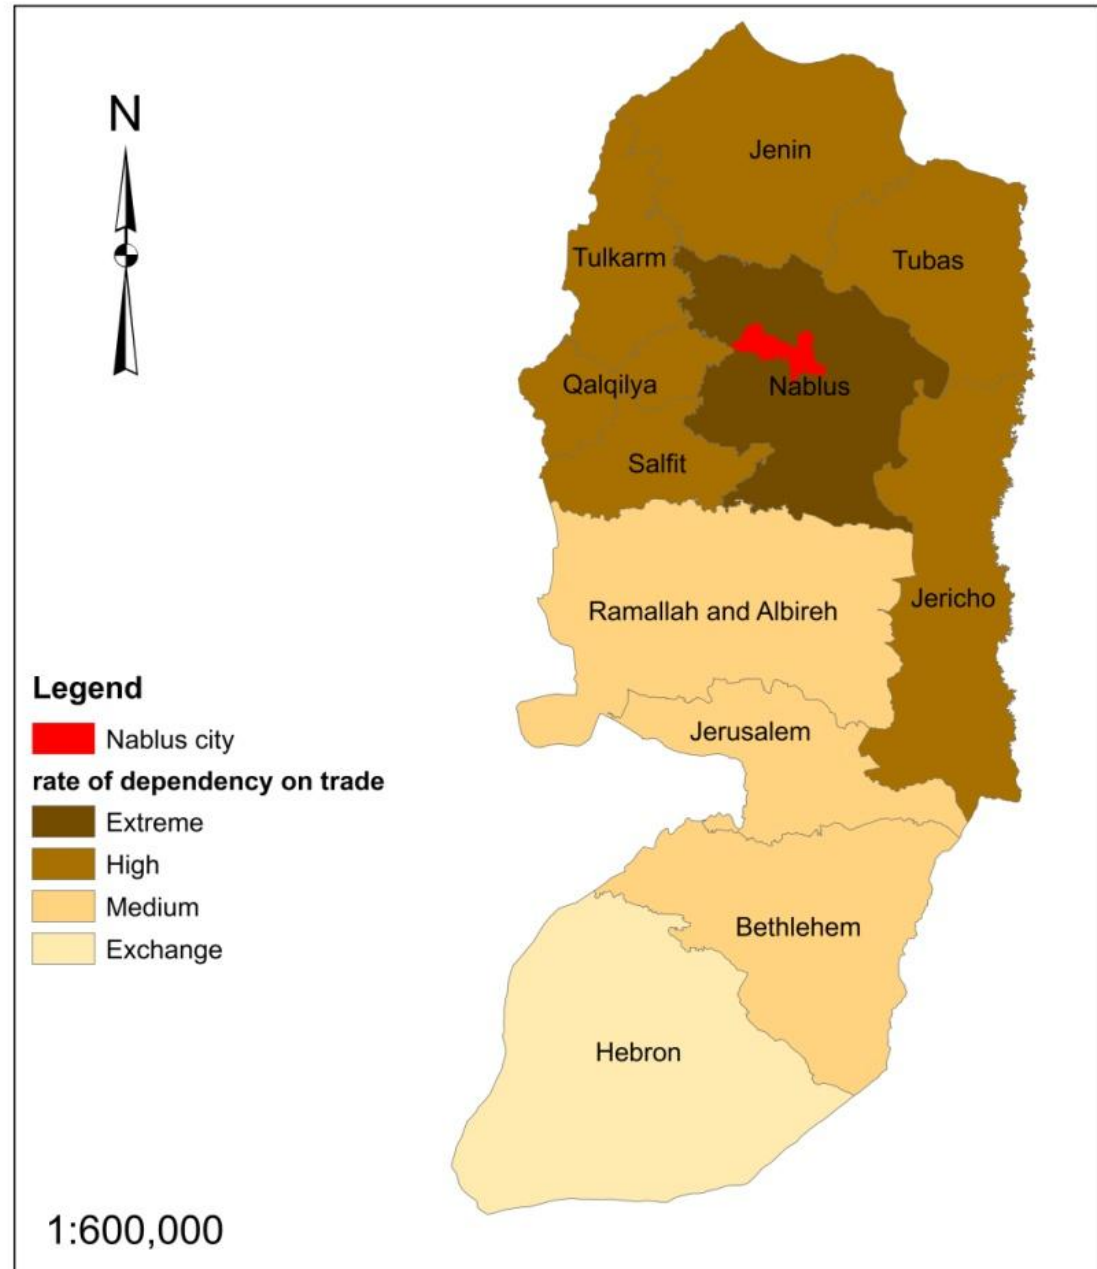 N
Jenin
Tulkarm
Tubas
Qalqilya
Nablus
Salfit
Ramallah and Albireh
Jericho
Jerusalem
Bethlehem
Hebron
Legend
Nablus city
rate of dependency on trade
Extreme
High
Medium
Exchange
1:600,000